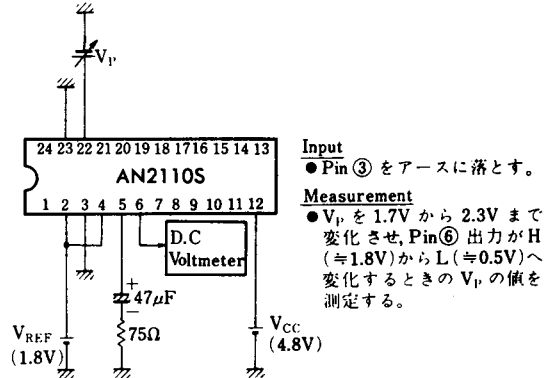 V_P
24 23 22 21 20 19 18 17 16 15 14 13
AN2110S
1 2 3 4 5 6 7 8 9 10 11 12
D.C
Voltmeter
+
47μF
−
75Ω
V_REF
(1.8V)
V_CC
(4.8V)
Input
●Pin ③ をアースに落とす。
Measurement
●V_P を 1.7V から 2.3V まで
変化させ, Pin⑥ 出力が H
(≒1.8V)から L(≒0.5V)へ
変化するときの V_P の値を
測定する。